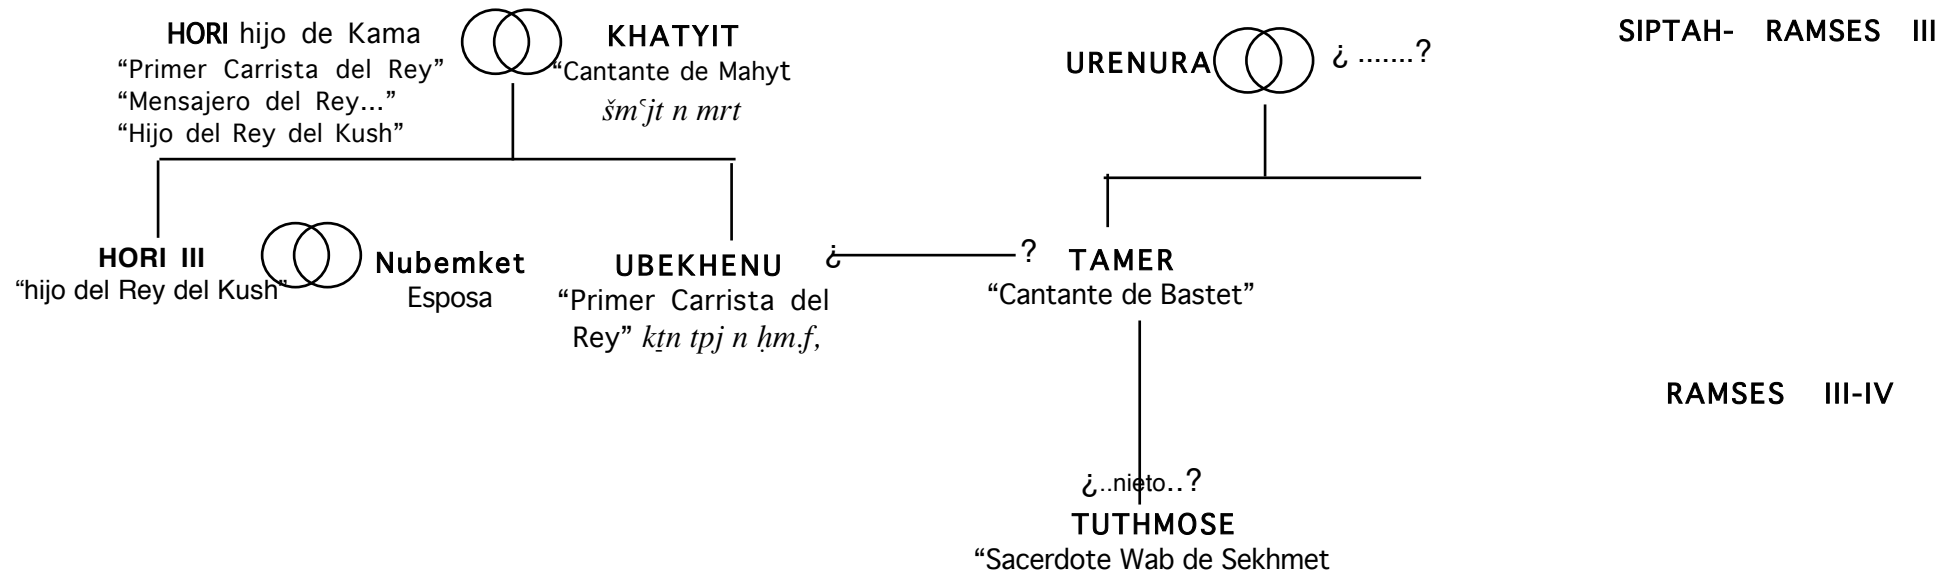 HORI hijo de Kama
“Primer Carrista del Rey”
“Mensajero del Rey...”
“Hijo del Rey del Kush”
KHATYIT
“Cantante de Mahyt
šmˁjt n mrt
URENURA
¿ .......?
SIPTAH- RAMSES III
HORI III
“hijo del Rey del Kush”
Nubemket
Esposa
UBEKHENU
“Primer Carrista del
Rey” kṯn tpj n ḥm.f,
¿ ?
TAMER
“Cantante de Bastet”
RAMSES III-IV
¿..nieto..?
TUTHMOSE
“Sacerdote Wab de Sekhmet